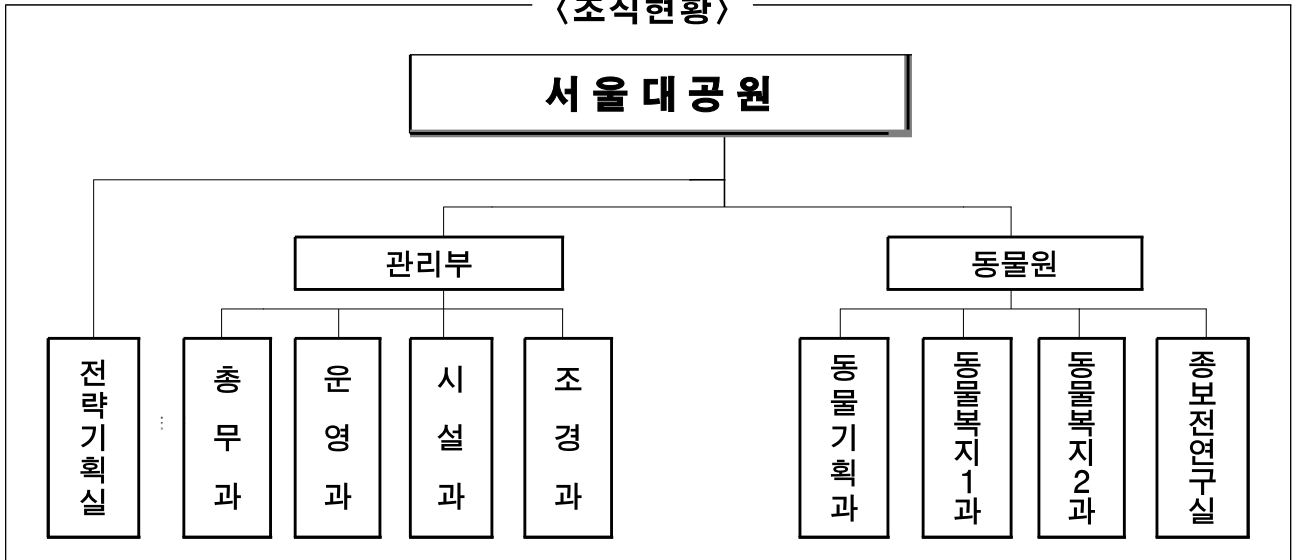 〈조직현황〉
서울대공원
관리부
동물원
전략기획실
총무과
운영과
시설과
조경과
동물기획과
동물복지1과
동물복지2과
종보전연구실